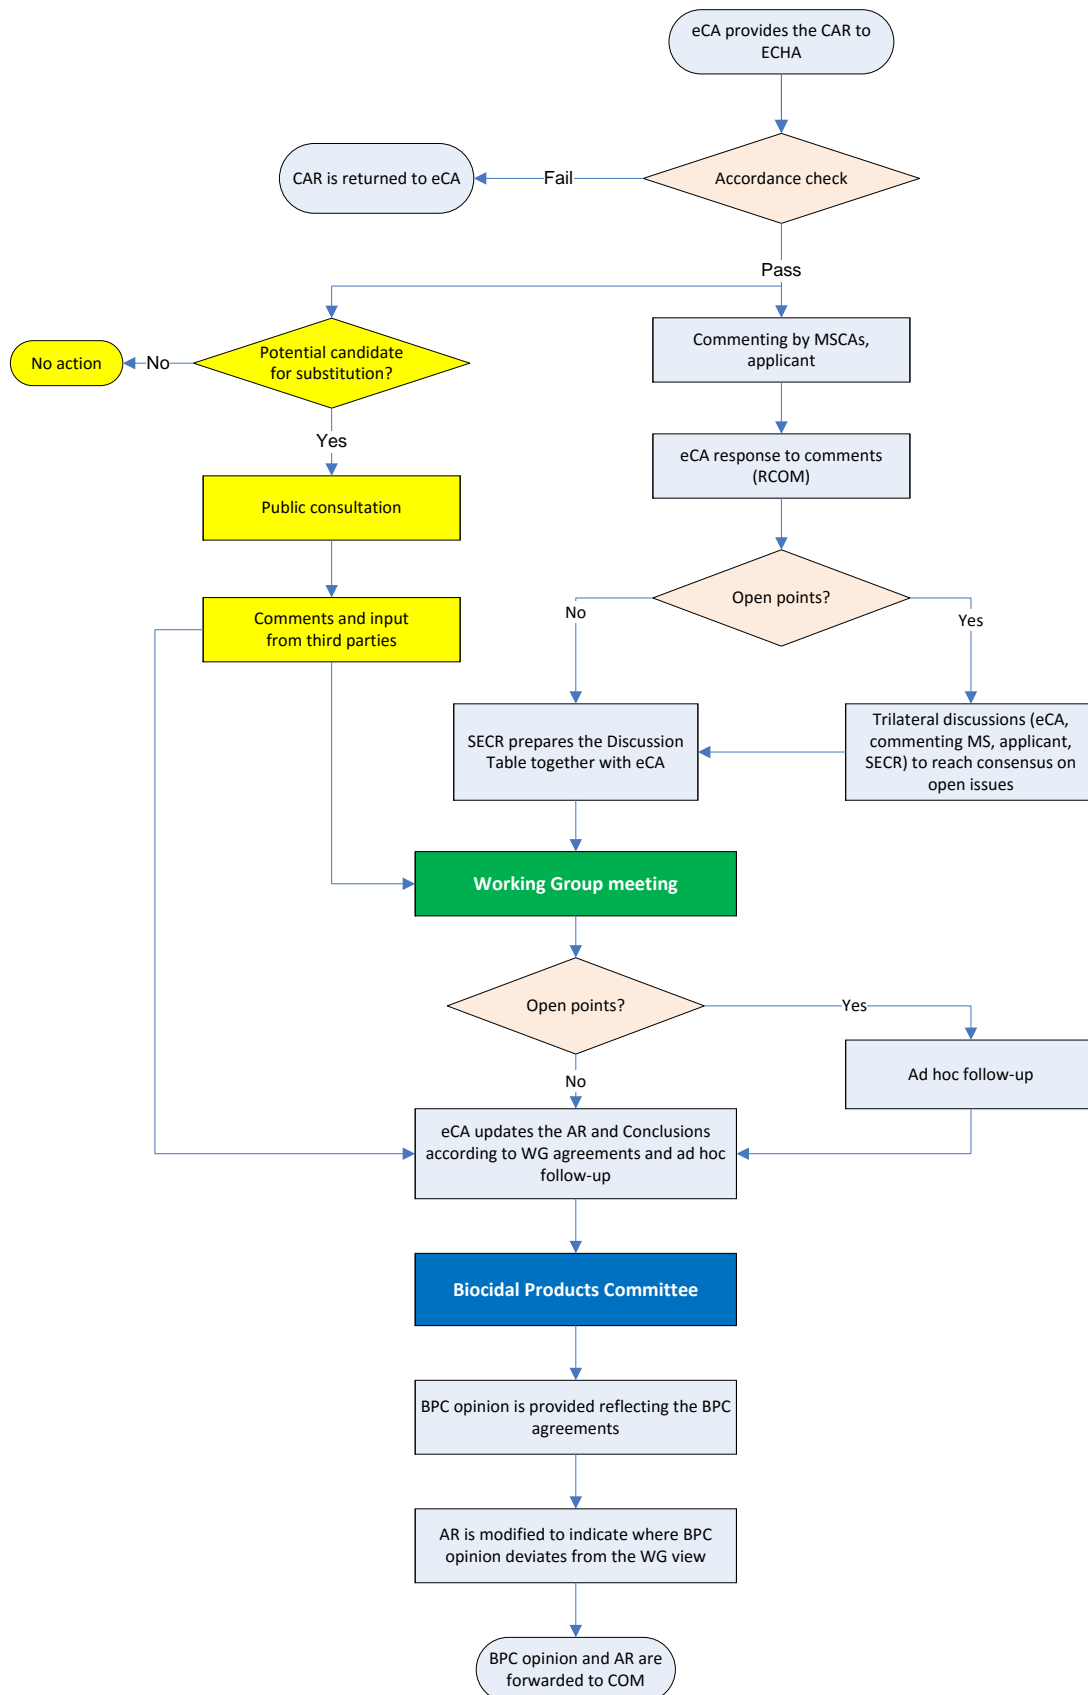 eCA provides the CAR to
ECHA
Accordance check
Fail
CAR is returned to eCA
Pass
Potential candidate
for substitution?
No
No action
Yes
Public consultation
Comments and input
from third parties
Commenting by MSCAs,
applicant
eCA response to comments
(RCOM)
Open points?
No
Yes
SECR prepares the Discussion
Table together with eCA
Trilateral discussions (eCA,
commenting MS, applicant,
SECR) to reach consensus on
open issues
Working Group meeting
Open points?
Yes
Ad hoc follow-up
No
eCA updates the AR and Conclusions
according to WG agreements and ad hoc
follow-up
Biocidal Products Committee
BPC opinion is provided reflecting the BPC
agreements
AR is modified to indicate where BPC
opinion deviates from the WG view
BPC opinion and AR are
forwarded to COM